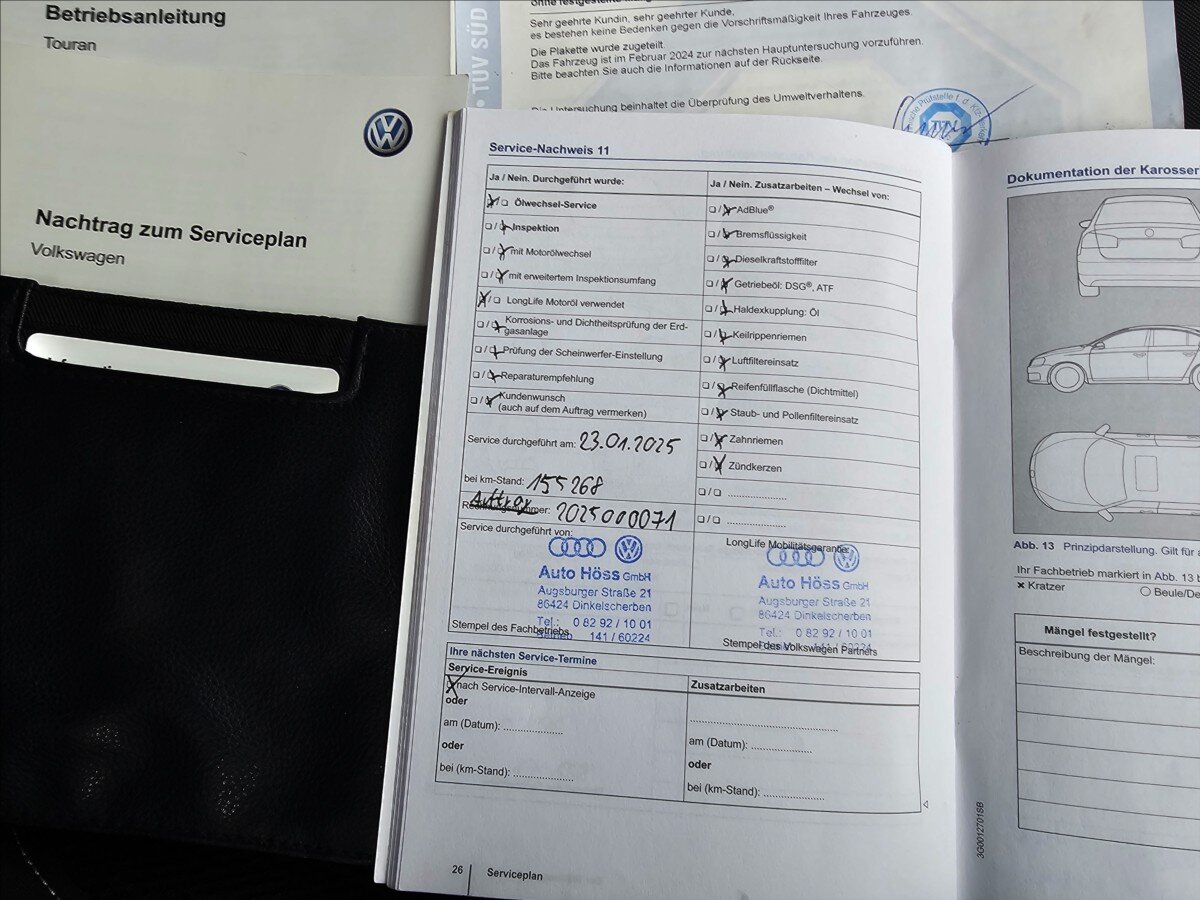 Betriebsanleitung
Touran
Nachtrag zum Serviceplan
Volkswagen
TÜV SÜD
Sehr geehrte Kundin, sehr geehrter Kunde,
es bestehen keine Bedenken gegen die Vorschriftsmäßigkeit Ihres Fahrzeuges.
Die Plakette wurde zugeteilt.
Das Fahrzeug ist im Februar 2024 zur nächsten Hauptuntersuchung vorzuführen.
Bitte beachten Sie auch die Informationen auf der Rückseite.
Die Untersuchung beinhaltet die Überprüfung des Umweltverhaltens.
Service-Nachweis 11
Ja / Nein. Durchgeführt wurde:
Ölwechsel-Service
Inspektion
mit Motorölwechsel
mit erweitertem Inspektionsumfang
LongLife Motoröl verwendet
Korrosions- und Dichtheitsprüfung der Erd-
gasanlage
Prüfung der Scheinwerfer-Einstellung
Reparaturempfehlung
Kundenwunsch
(auch auf dem Auftrag vermerken)
Service durchgeführt am: 23.01.2025
bei km-Stand: 155268
Auftrag
Rechnungsnummer: 2025000071
Service durchgeführt von:
Auto Höss GmbH
Augsburger Straße 21
86424 Dinkelscherben
Tel.: 0 82 92 / 10 01
Betrieb 141 / 60224
Stempel des Fachbetriebs
Ja / Nein. Zusatzarbeiten – Wechsel von:
AdBlue®
Bremsflüssigkeit
Dieselkraftstofffilter
Getriebeöl: DSG®, ATF
Haldexkupplung: Öl
Keilrippenriemen
Luftfiltereinsatz
Reifenfüllflasche (Dichtmittel)
Staub- und Pollenfiltereinsatz
Zahnriemen
Zündkerzen
LongLife Mobilitätsgarantie:
Auto Höss GmbH
Augsburger Straße 21
86424 Dinkelscherben
Tel.: 0 82 92 / 10 01
141 / 60224
Stempel des Volkswagen Partners
Ihre nächsten Service-Termine
Service-Ereignis
nach Service-Intervall-Anzeige
oder
am (Datum): ....................
oder
bei (km-Stand): ....................
Zusatzarbeiten
am (Datum): ....................
oder
bei (km-Stand): ....................
26
Serviceplan
3G0012701SB
Dokumentation der Karosser
Abb. 13 Prinzipdarstellung. Gilt für a
Ihr Fachbetrieb markiert in Abb. 13 b
Kratzer
Beule/De
Mängel festgestellt?
Beschreibung der Mängel: